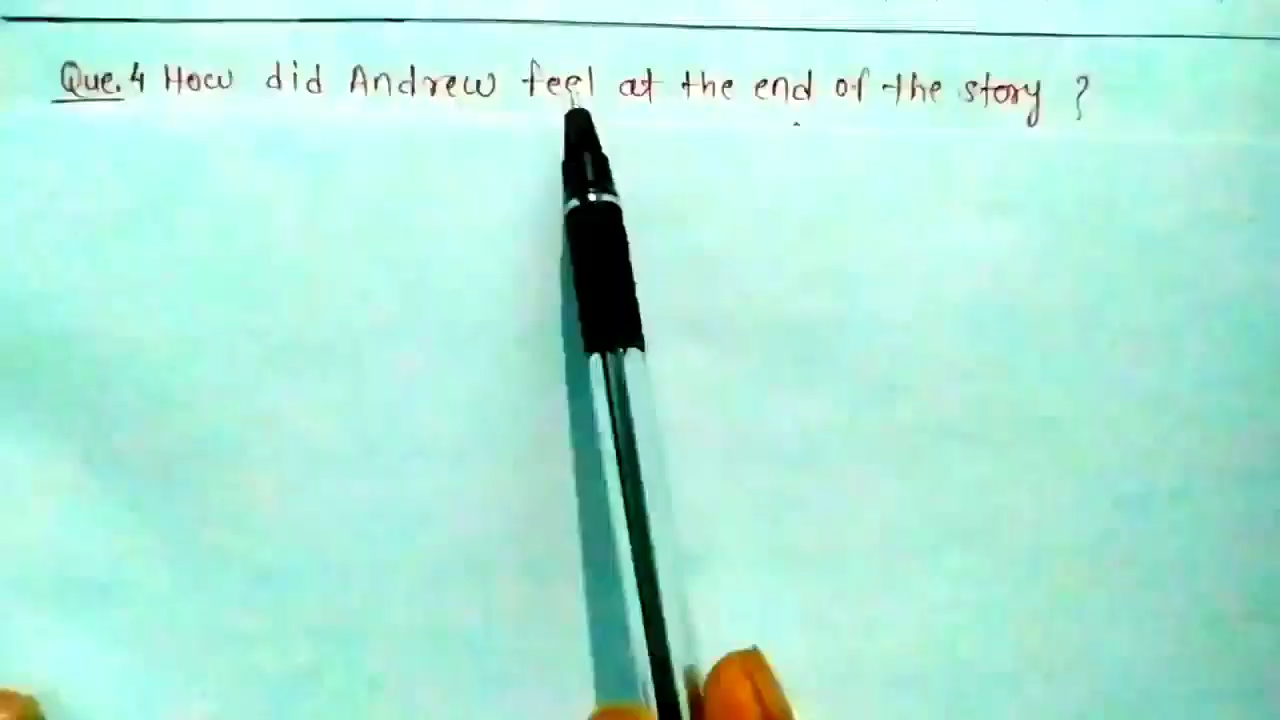 Que. 4 How did Andrew feel at the end of the story ?